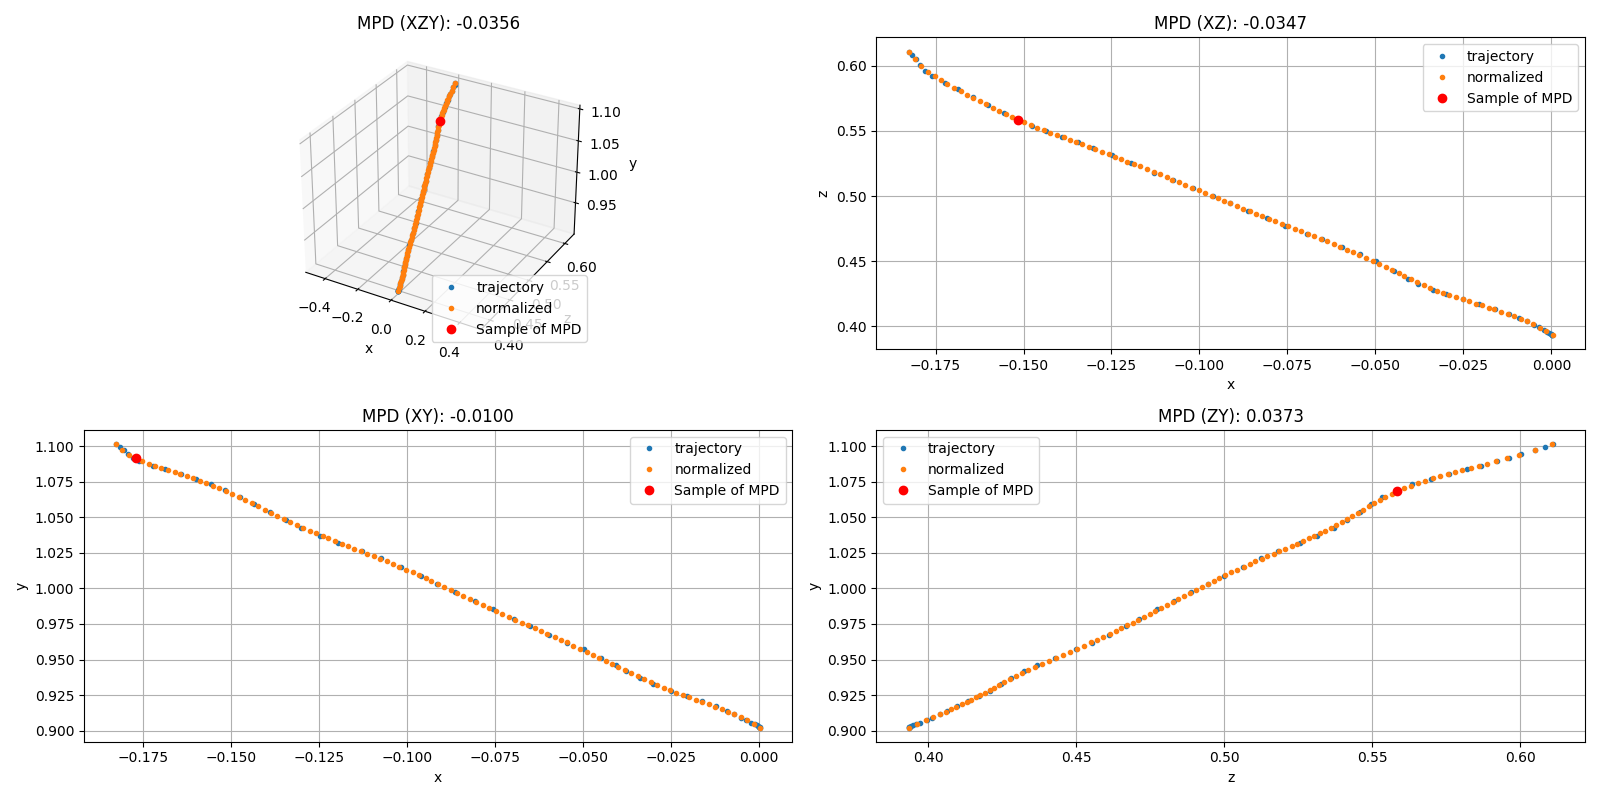 MPD (XZY): -0.0356
1.10
1.05
1.00
0.95
y
0.60
0.55
0.50
0.45
0.40
z
−0.4
−0.2
0.0
0.2
0.4
x
trajectory
normalized
Sample of MPD
MPD (XZ): -0.0347
0.60
0.55
0.50
0.45
0.40
z
trajectory
normalized
Sample of MPD
−0.175 −0.150 −0.125 −0.100 −0.075 −0.050 −0.025 0.000
x
MPD (XY): -0.0100
1.100
1.075
1.050
1.025
1.000
0.975
0.950
0.925
0.900
y
trajectory
normalized
Sample of MPD
−0.175 −0.150 −0.125 −0.100 −0.075 −0.050 −0.025 0.000
x
MPD (ZY): 0.0373
1.100
1.075
1.050
1.025
1.000
0.975
0.950
0.925
0.900
y
trajectory
normalized
Sample of MPD
0.40 0.45 0.50 0.55 0.60
z